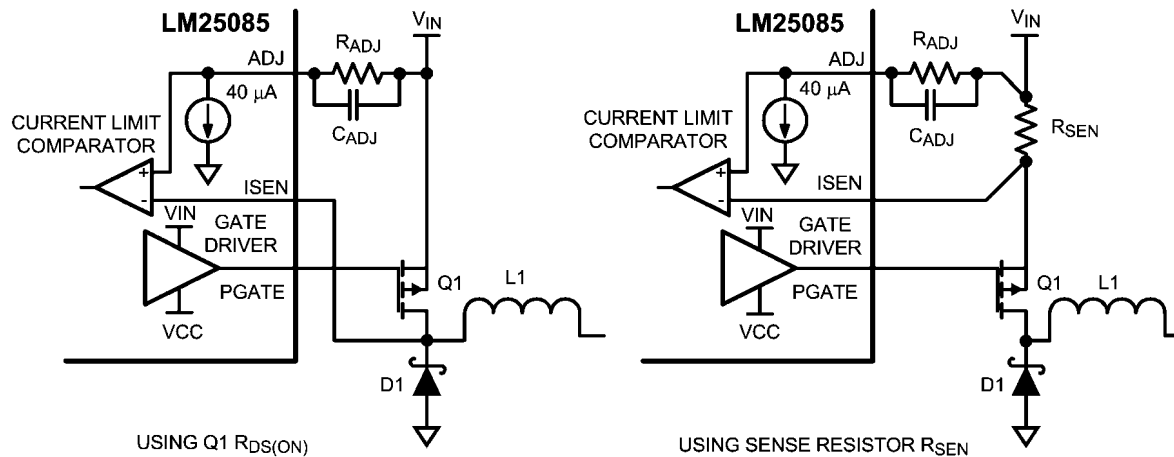 LM25085
V_IN
R_ADJ
ADJ
40 µA
C_ADJ
CURRENT LIMIT
COMPARATOR
+
-
ISEN
VIN
GATE
DRIVER
PGATE
VCC
Q1
L1
D1
USING Q1 R_DS(ON)
LM25085
V_IN
R_ADJ
ADJ
40 µA
C_ADJ
R_SEN
CURRENT LIMIT
COMPARATOR
+
-
ISEN
VIN
GATE
DRIVER
PGATE
VCC
Q1
L1
D1
USING SENSE RESISTOR R_SEN